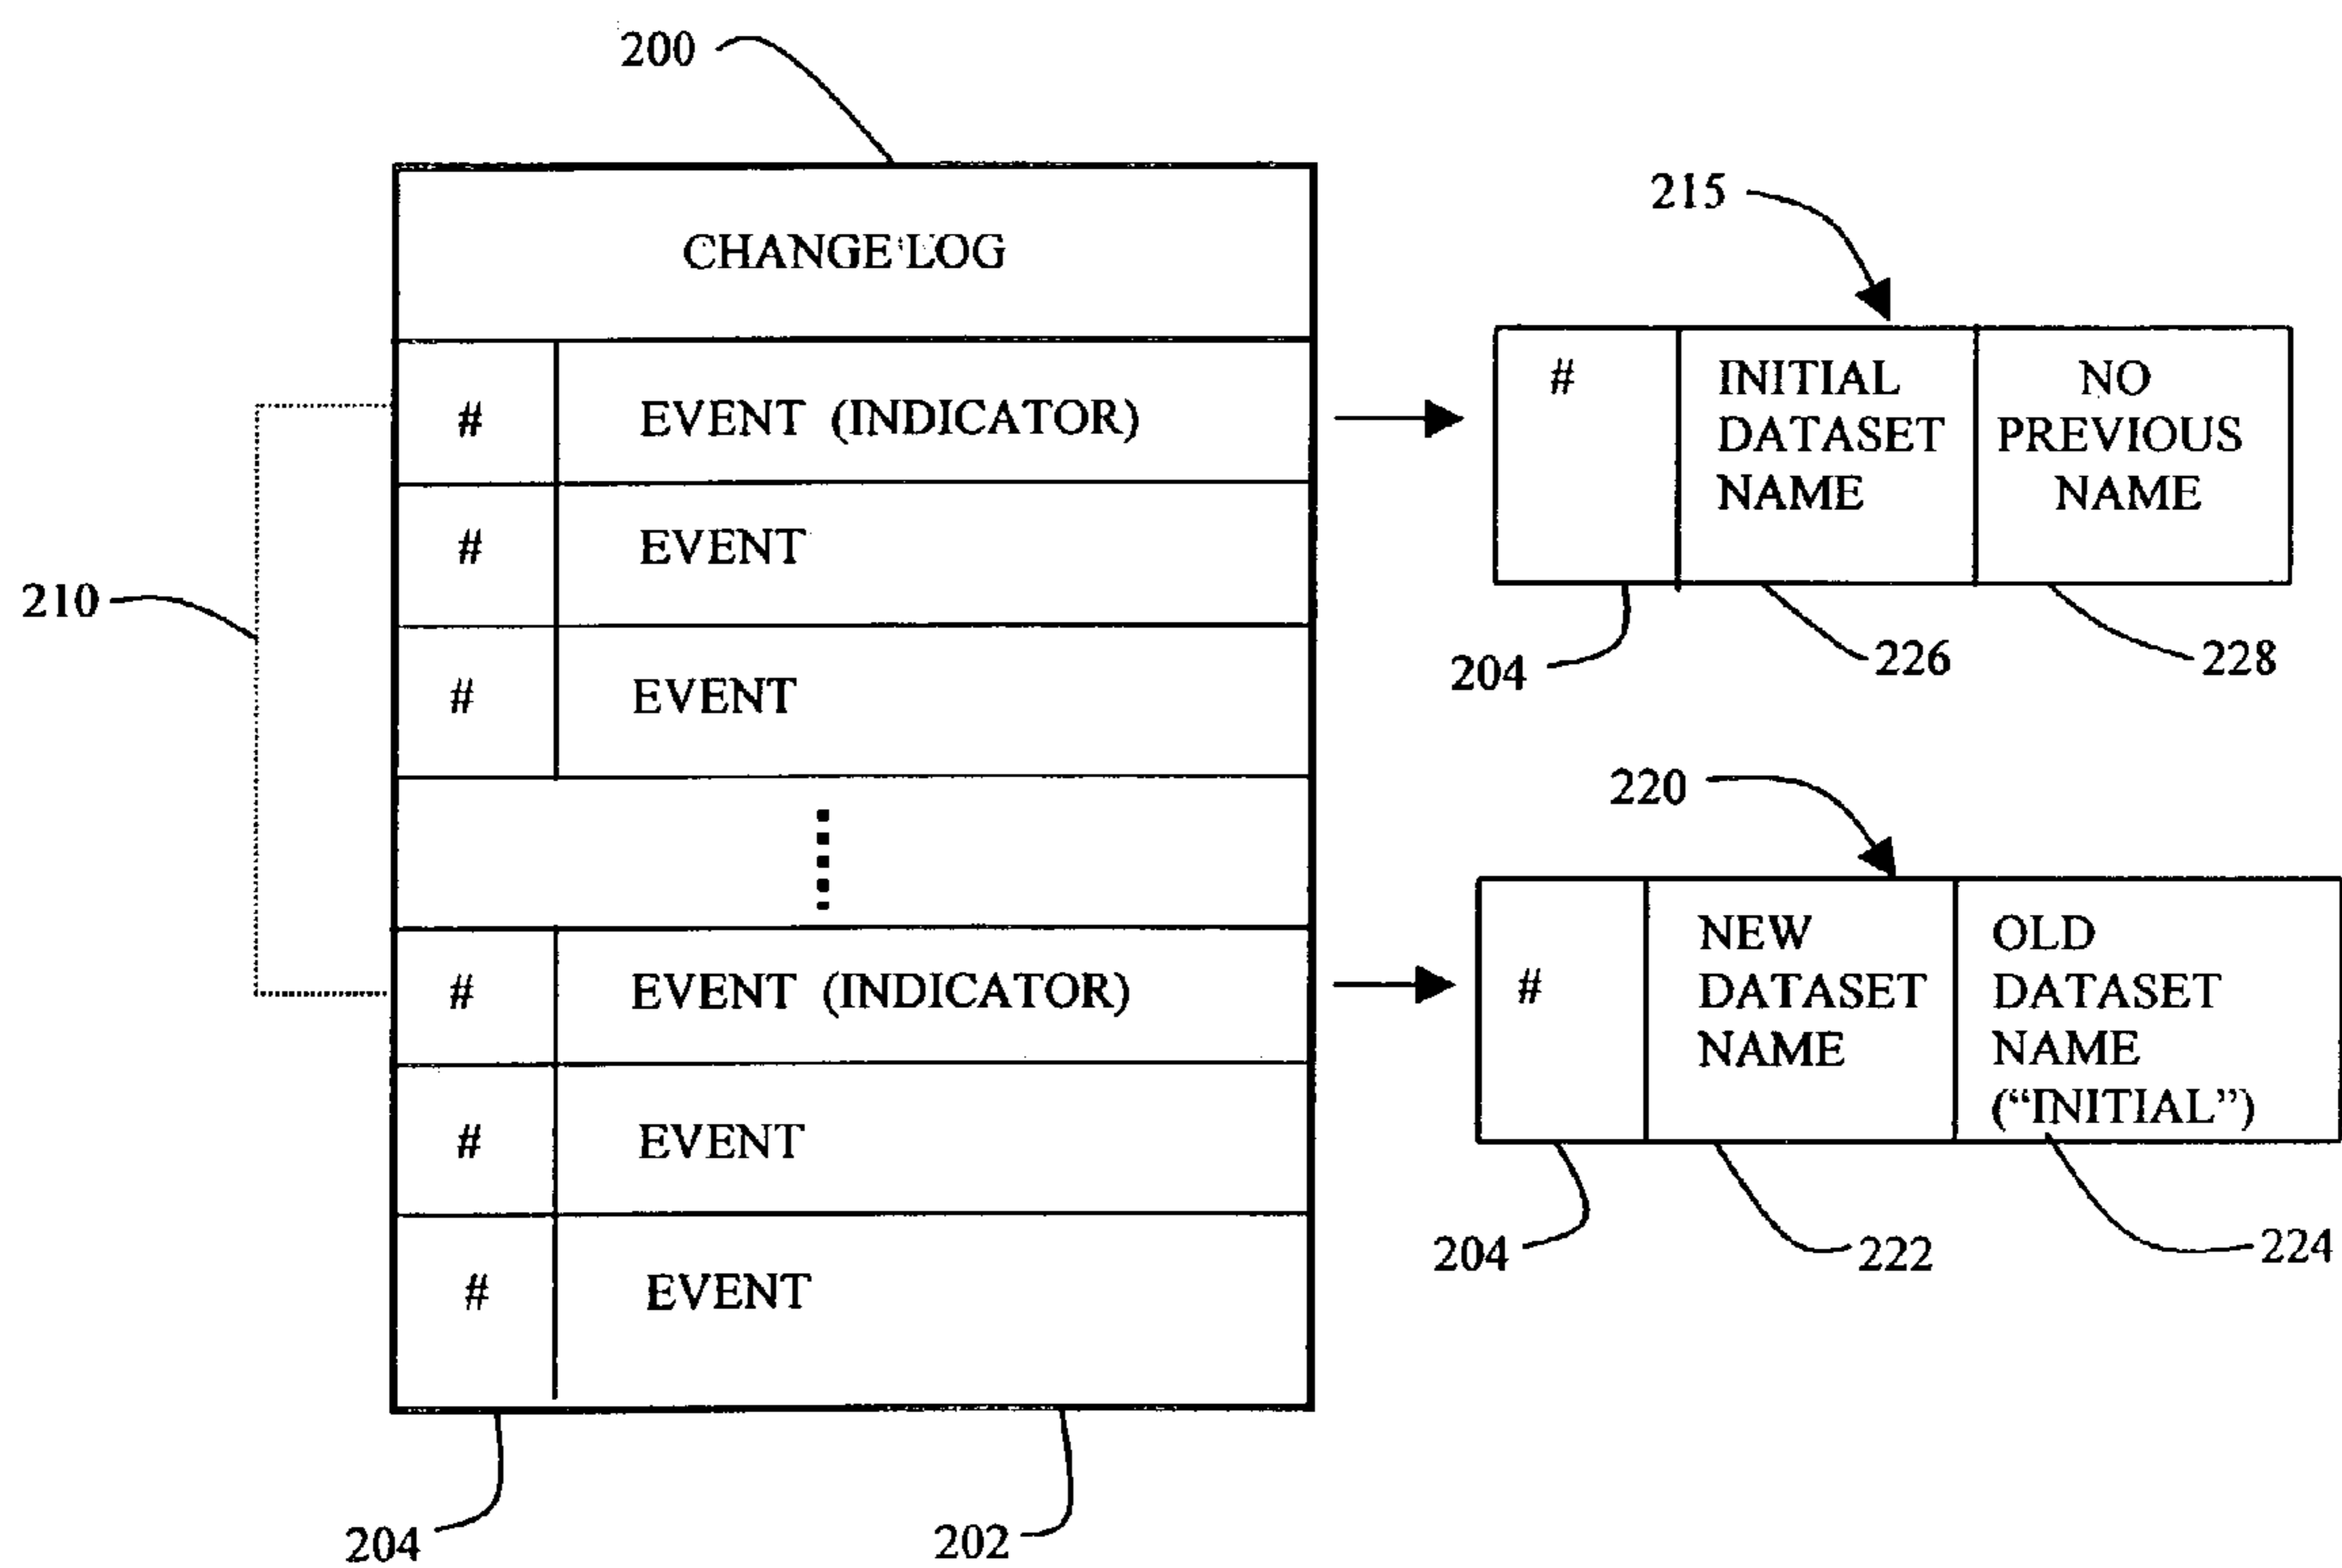 200
CHANGE LOG
# EVENT (INDICATOR)
# EVENT
# EVENT
# EVENT (INDICATOR)
# EVENT
# EVENT
210
204
202
215
# INITIAL DATASET NAME NO PREVIOUS NAME
204
226
228
220
# NEW DATASET NAME OLD DATASET NAME (“INITIAL”)
204
222
224